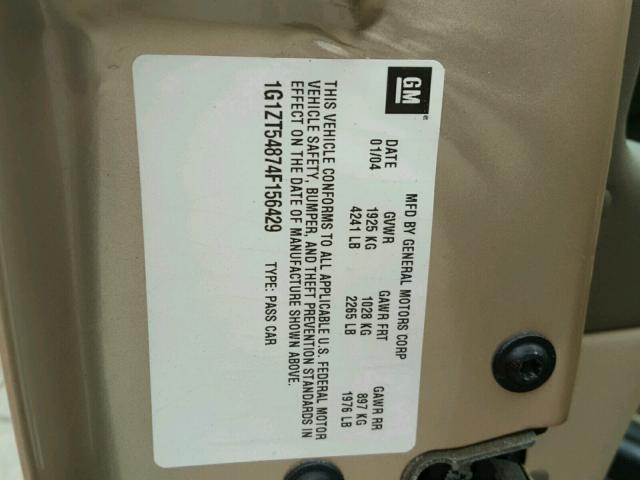 GM
MFD BY GENERAL MOTORS CORP
DATE GVWR GAWR FRT GAWR RR
01/04 1925 KG 1028 KG 897 KG
4241 LB 2265 LB 1976 LB
THIS VEHICLE CONFORMS TO ALL APPLICABLE U.S. FEDERAL MOTOR
VEHICLE SAFETY, BUMPER, AND THEFT PREVENTION STANDARDS IN
EFFECT ON THE DATE OF MANUFACTURE SHOWN ABOVE.
1G1ZT54874F156429 TYPE: PASS CAR